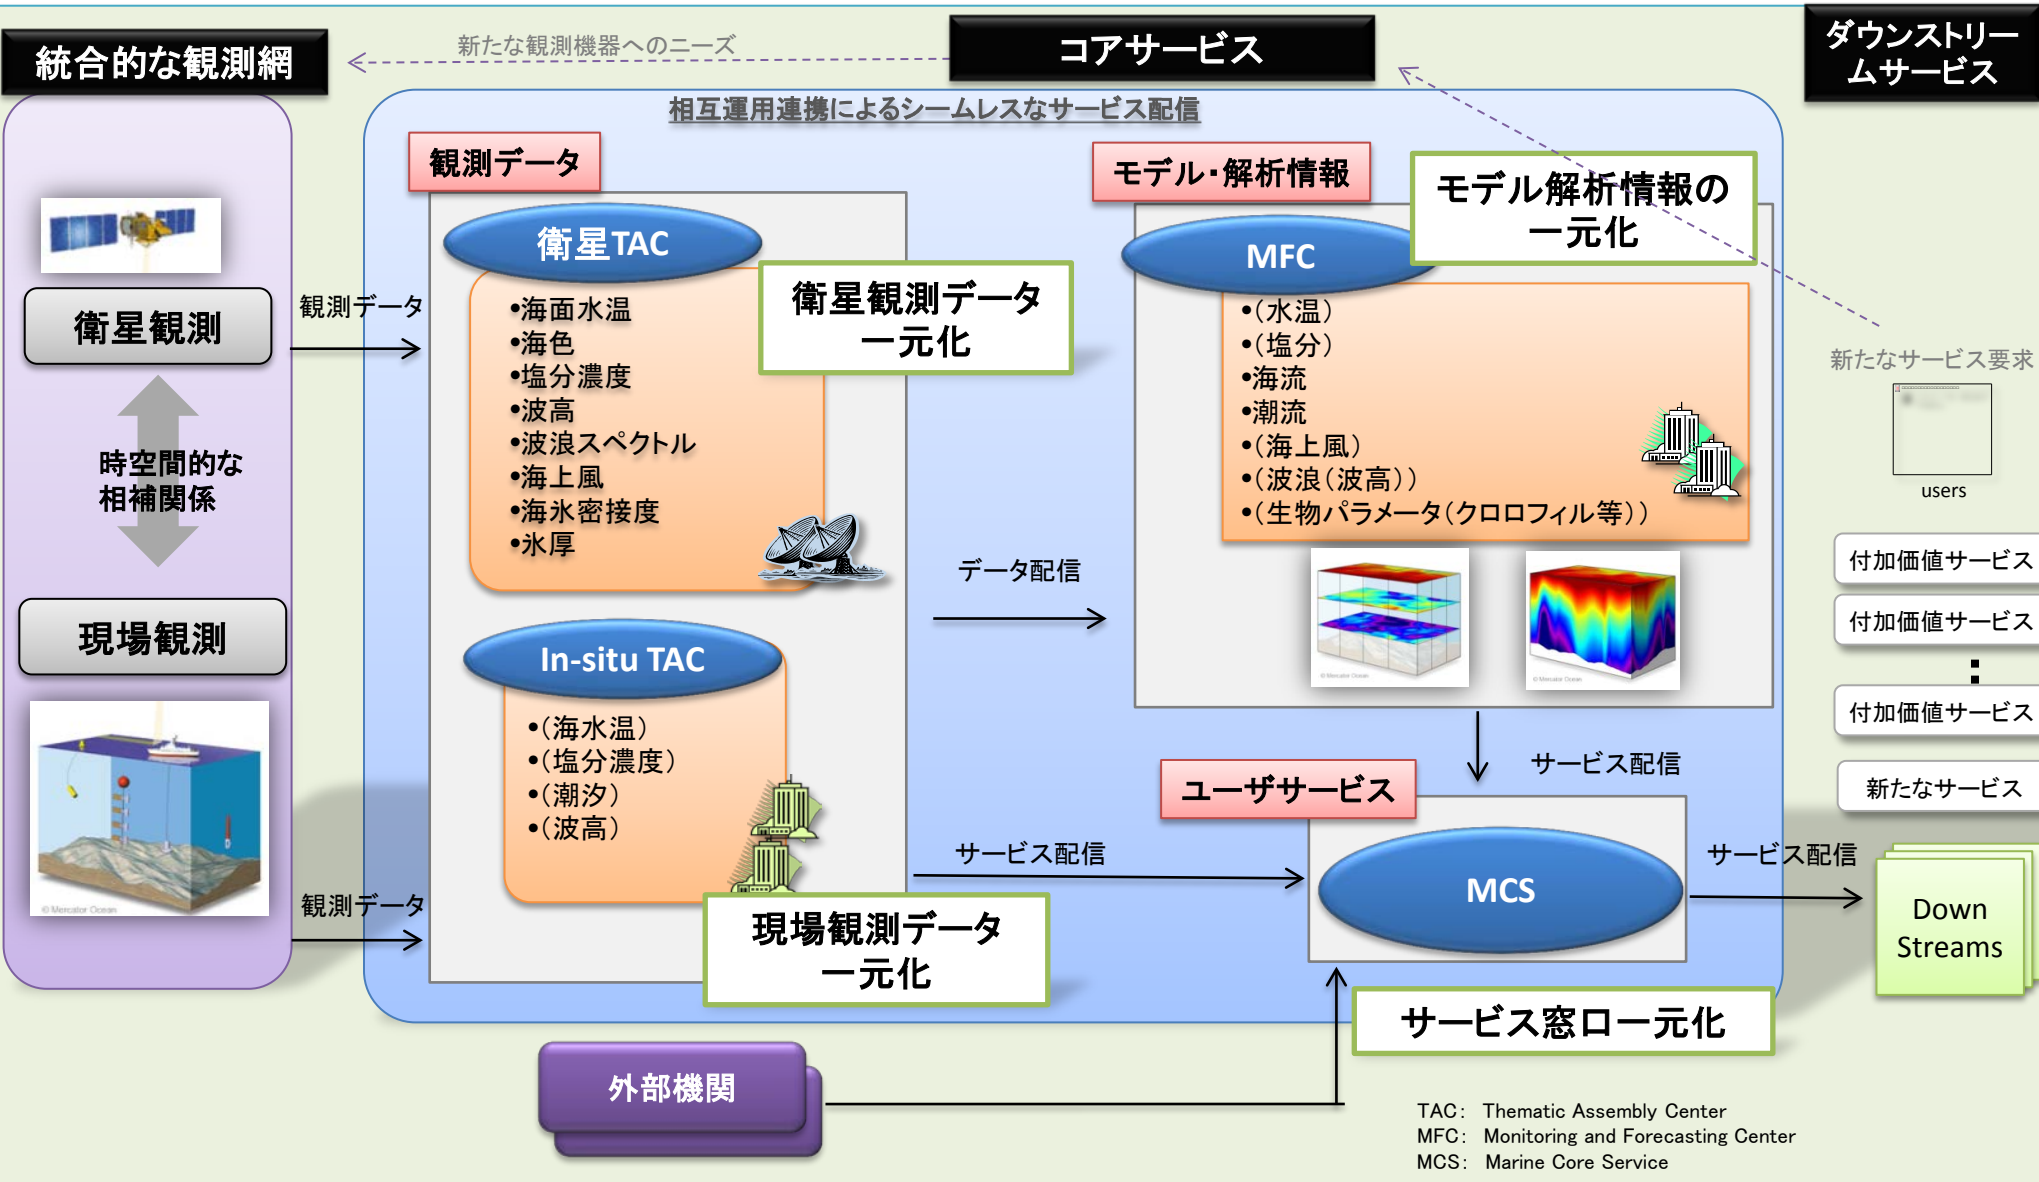 統合的な観測網
新たな観測機器へのニーズ
コアサービス
ダウンストリー
ムサービス
相互運用連携によるシームレスなサービス配信
観測データ
衛星TAC
•海面水温
•海色
•塩分濃度
•波高
•波浪スペクトル
•海上風
•海氷密接度
•氷厚
衛星観測データ
一元化
In-situ TAC
•(海水温)
•(塩分濃度)
•(潮汐)
•(波高)
現場観測データ
一元化
衛星観測
時空間的な
相補関係
現場観測
© Mercator Ocean
観測データ
観測データ
データ配信
サービス配信
モデル・解析情報
モデル解析情報の
一元化
MFC
•(水温)
•(塩分)
•海流
•潮流
•(海上風)
•(波浪(波高))
•(生物パラメータ(クロロフィル等))
© Mercator Ocean
© Mercator Ocean
サービス配信
ユーザサービス
MCS
サービス窓口一元化
サービス配信
外部機関
新たなサービス要求
users
付加価値サービス
付加価値サービス
付加価値サービス
新たなサービス
Down
Streams
TAC: Thematic Assembly Center
MFC: Monitoring and Forecasting Center
MCS: Marine Core Service